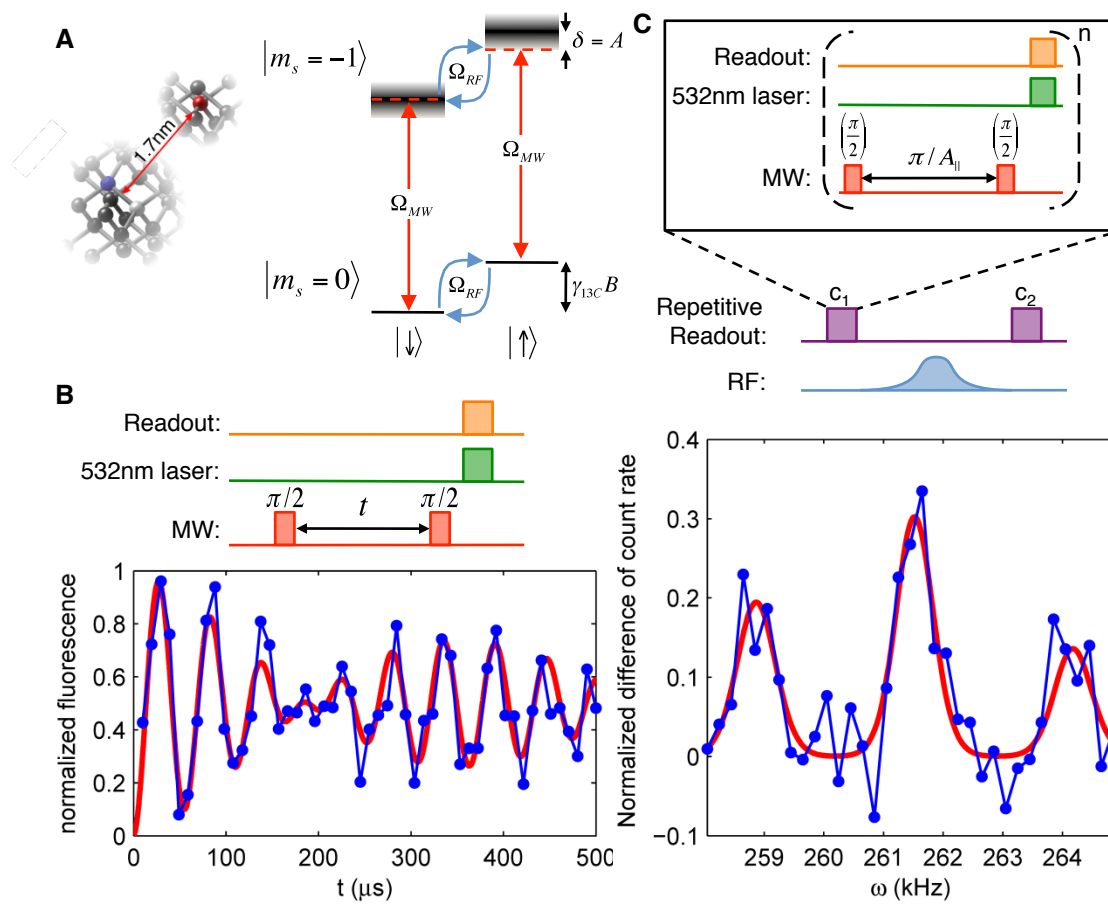 A
1.7nm
|m_s = −1⟩
δ = A
Ω_RF
Ω_MW
Ω_MW
|m_s = 0⟩
Ω_RF
γ_13C B
|↓⟩
|↑⟩
B
Readout:
532nm laser:
π/2
t
π/2
MW:
normalized fluorescence
1
0.8
0.6
0.4
0.2
0
0
100
200
300
400
500
t (μs)
C
n
Readout:
532nm laser:
(π/2)
π/A_||
(π/2)
MW:
c₁
c₂
Repetitive
Readout:
RF:
Normalized difference of count rate
0.4
0.3
0.2
0.1
0
−0.1
259
260
261
262
263
264
ω (kHz)